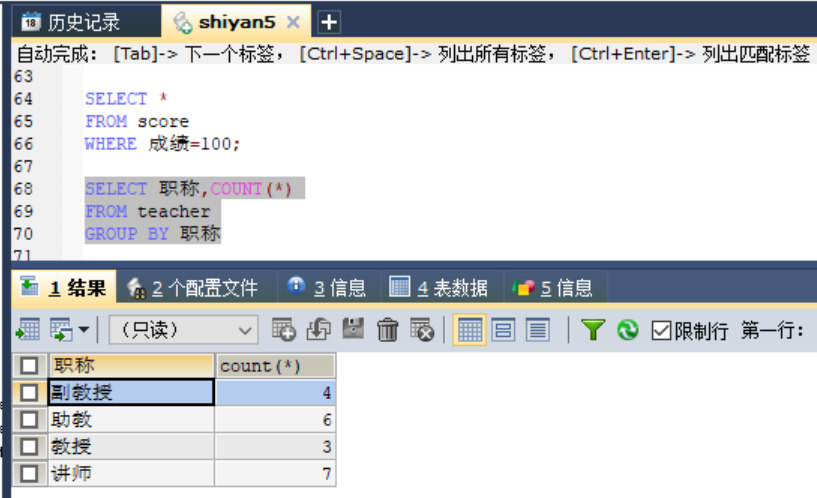 18 历史记录 shiyan5
自动完成： [Tab]-> 下一个标签， [Ctrl+Space]-> 列出所有标签， [Ctrl+Enter]-> 列出匹配标签
63
64 SELECT *
65 FROM score
66 WHERE 成绩=100;
67
68 SELECT 职称,COUNT(*)
69 FROM teacher
70 GROUP BY 职称
71
1 结果 2 个配置文件 3 信息 4 表数据 5 信息
（只读） 限制行 第一行：
职称 count(*)
副教授 4
助教 6
教授 3
讲师 7